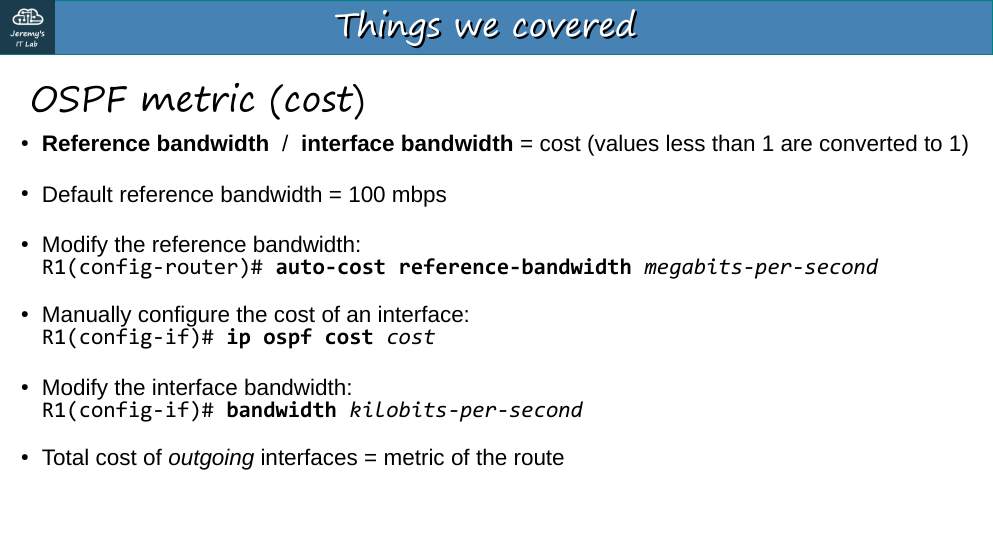 Jeremy's
IT Lab
Things we covered
OSPF metric (cost)
• Reference bandwidth / interface bandwidth = cost (values less than 1 are converted to 1)
• Default reference bandwidth = 100 mbps
• Modify the reference bandwidth:
R1(config-router)# auto-cost reference-bandwidth megabits-per-second
• Manually configure the cost of an interface:
R1(config-if)# ip ospf cost cost
• Modify the interface bandwidth:
R1(config-if)# bandwidth kilobits-per-second
• Total cost of outgoing interfaces = metric of the route